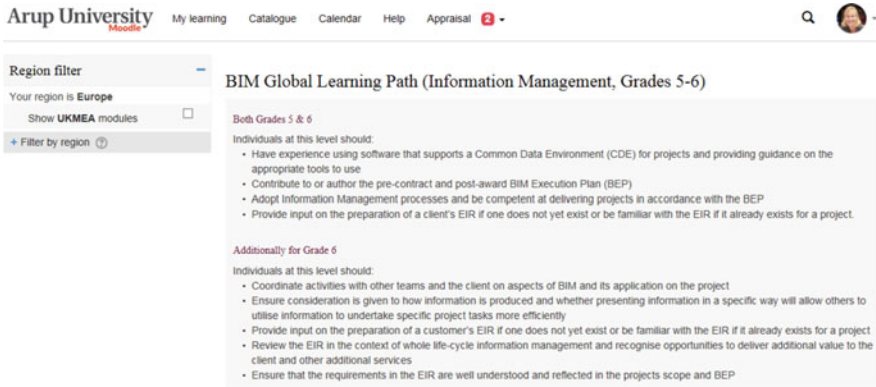 Arup University
Moodle
My learning
Catalogue
Calendar
Help
Appraisal 2
Region filter
Your region is Europe
Show UKMEA modules
+ Filter by region ?
BIM Global Learning Path (Information Management, Grades 5-6)
Both Grades 5 & 6
Individuals at this level should:
• Have experience using software that supports a Common Data Environment (CDE) for projects and providing guidance on the
appropriate tools to use
• Contribute to or author the pre-contract and post-award BIM Execution Plan (BEP)
• Adopt Information Management processes and be competent at delivering projects in accordance with the BEP
• Provide input on the preparation of a client's EIR if one does not yet exist or be familiar with the EIR if it already exists for a project.
Additionally for Grade 6
Individuals at this level should:
• Coordinate activities with other teams and the client on aspects of BIM and its application on the project
• Ensure consideration is given to how information is produced and whether presenting information in a specific way will allow others to
utilise information to undertake specific project tasks more efficiently
• Provide input on the preparation of a customer's EIR if one does not yet exist or be familiar with the EIR if it already exists for a project
• Review the EIR in the context of whole life-cycle information management and recognise opportunities to deliver additional value to the
client and other additional services
• Ensure that the requirements in the EIR are well understood and reflected in the projects scope and BEP